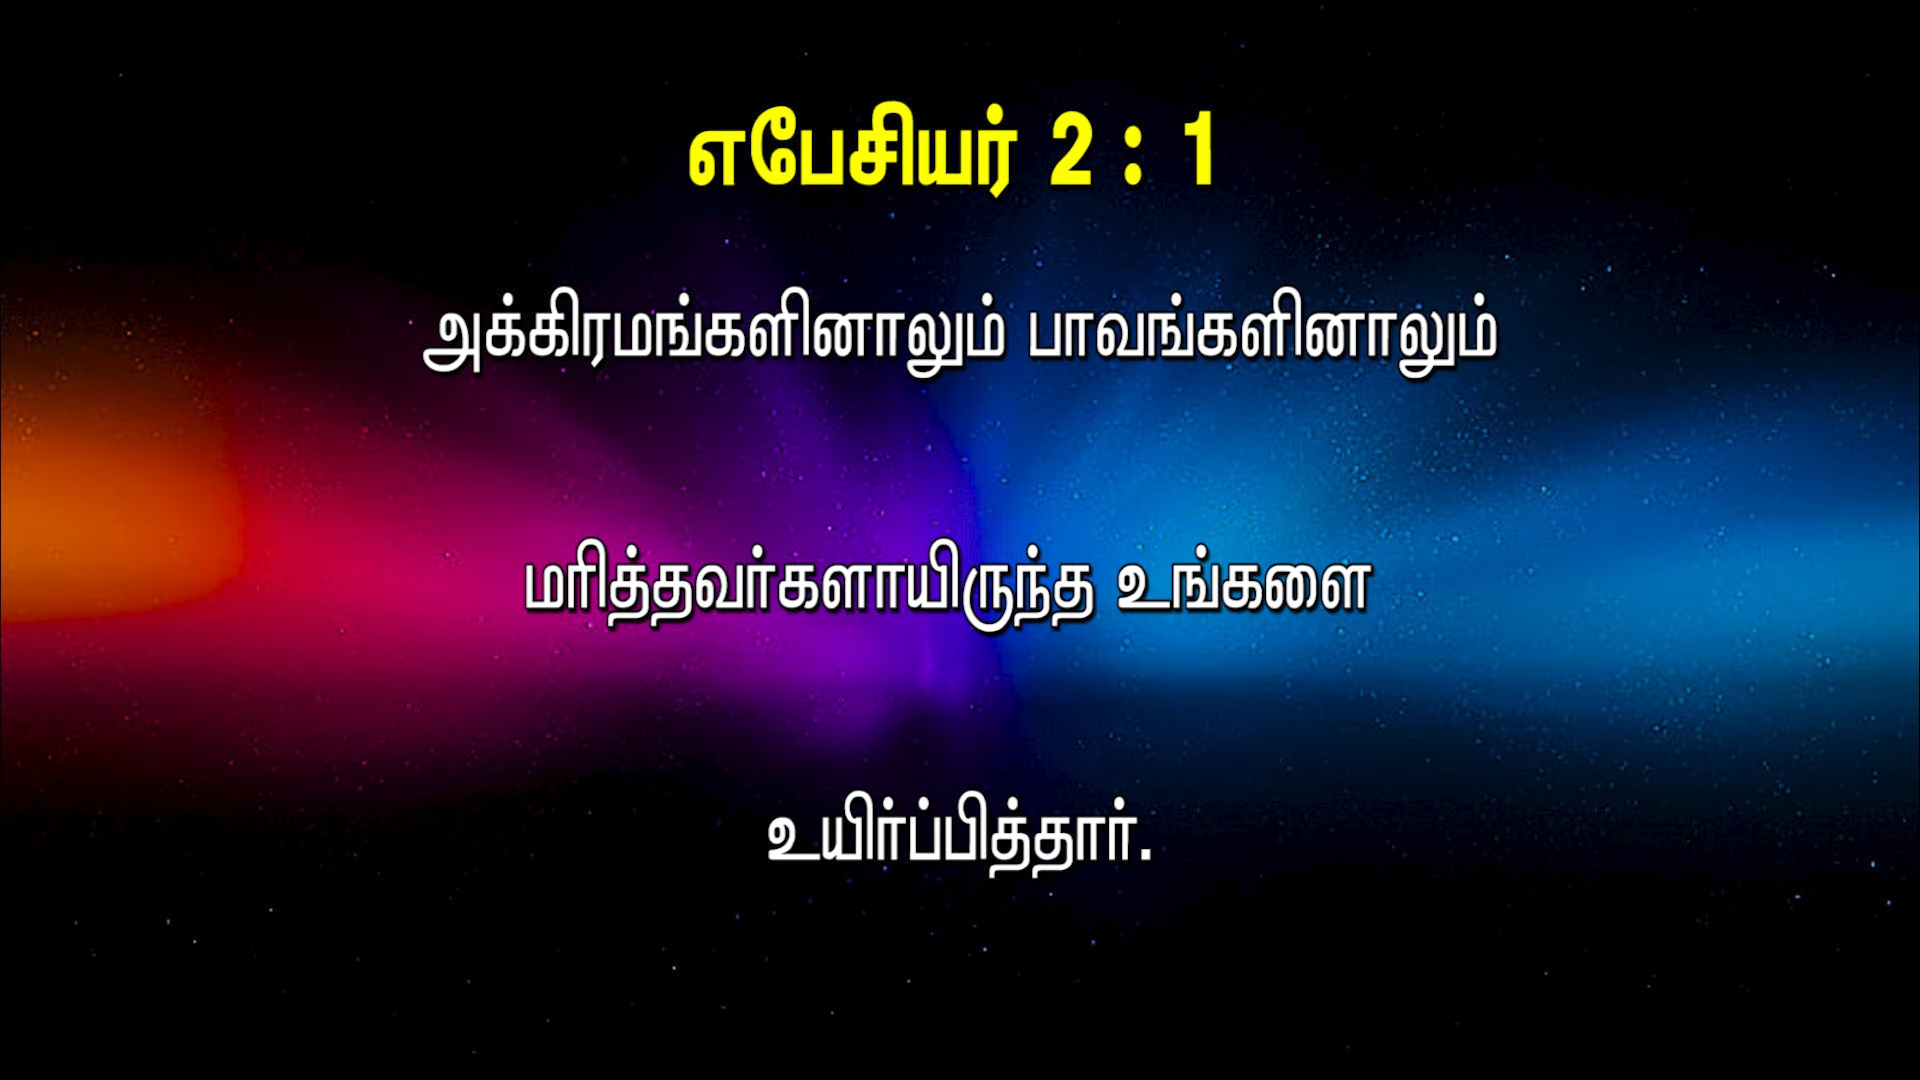 எபேசியர் 2 : 1
அக்கிரமங்களினாலும் பாவங்களினாலும்
மரித்தவர்களாயிருந்த உங்களை
உயிர்ப்பித்தார்.